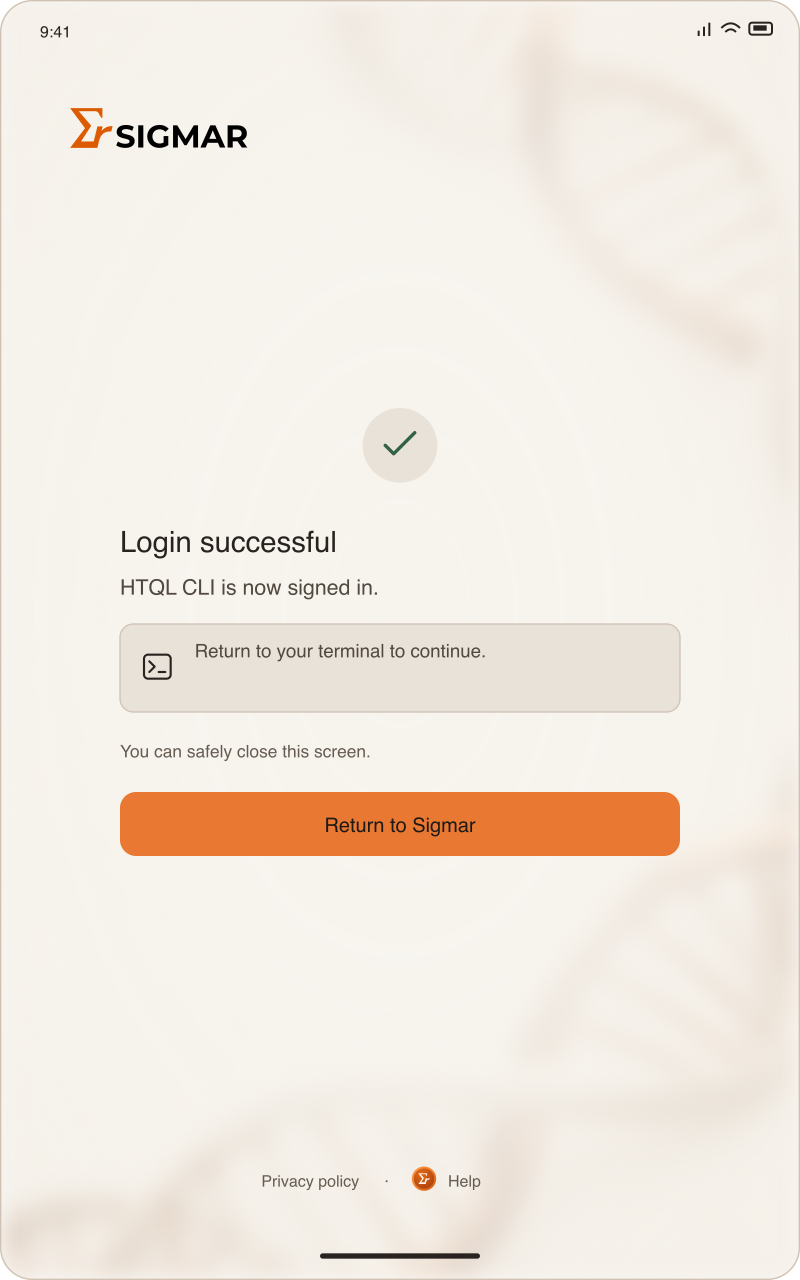 9:41
SIGMAR
Login successful
HTQL CLI is now signed in.
Return to your terminal to continue.
You can safely close this screen.
Return to Sigmar
Privacy policy · Help